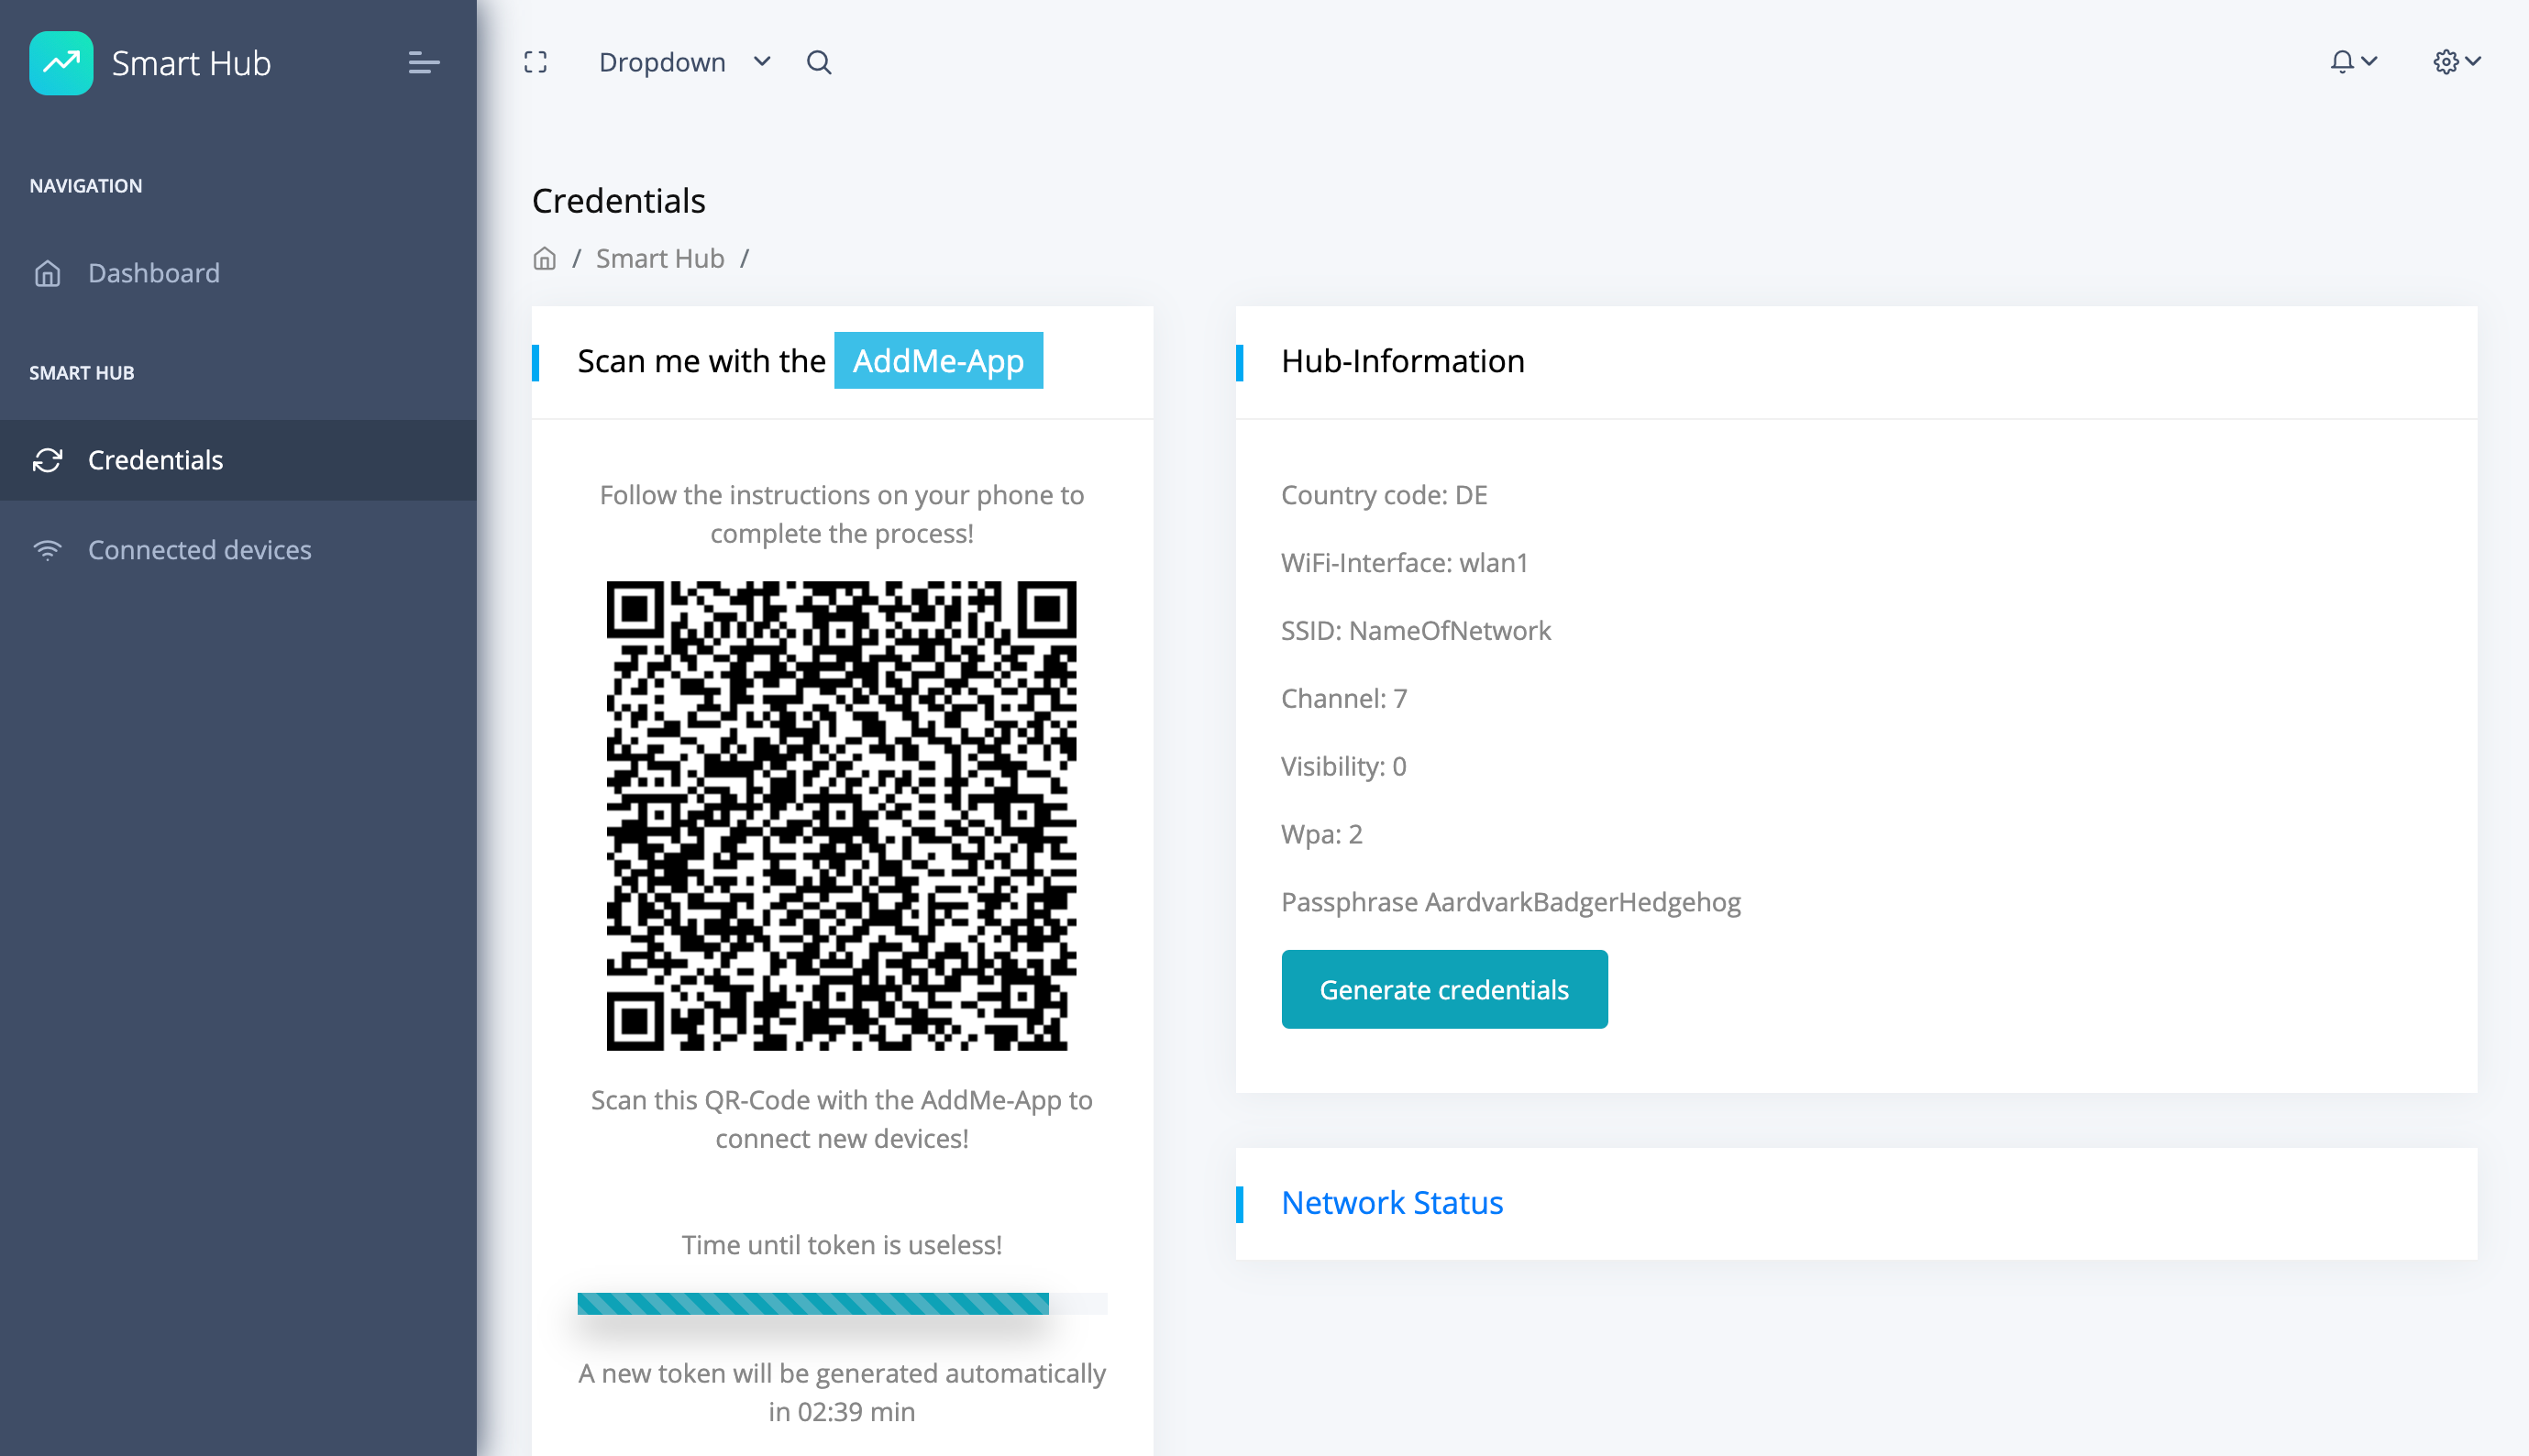 Smart Hub
NAVIGATION
Dashboard
SMART HUB
Credentials
Connected devices
Dropdown
Credentials
/ Smart Hub /
Scan me with the AddMe-App
Follow the instructions on your phone to
complete the process!
Scan this QR-Code with the AddMe-App to
connect new devices!
Time until token is useless!
A new token will be generated automatically
in 02:39 min
Hub-Information
Country code: DE
WiFi-Interface: wlan1
SSID: NameOfNetwork
Channel: 7
Visibility: 0
Wpa: 2
Passphrase AardvarkBadgerHedgehog
Generate credentials
Network Status